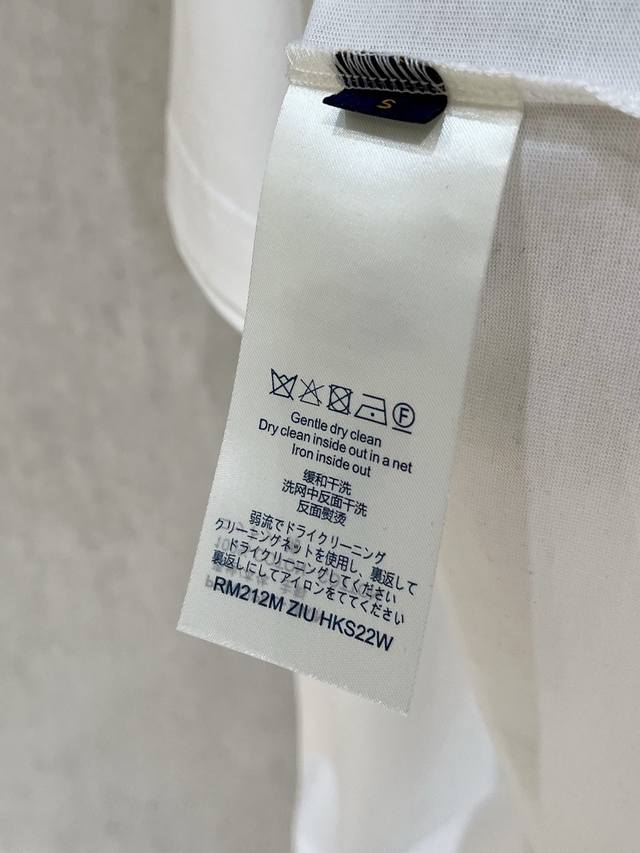 S
F
Gentle dry clean
Dry clean inside out in a net
Iron inside out
缓和干洗
洗网中反面干洗
反面熨烫
弱流でドライクリーニング
クリーニングネットを使用し、裏返して
ドライクリーニングしてください
裏返しにしてアイロンをててください
RM212M ZIU HKS22W